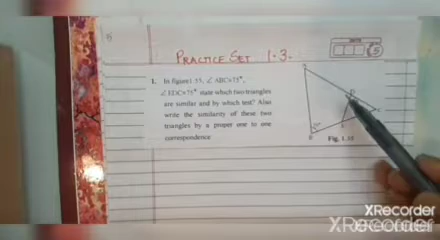 PRACTICE SET 1.3.
1. In figure 1.55, ∠ABC=75°,
∠EDC=75° state which two triangles
are similar and by which test? Also
write the similarity of these two
triangles by a proper one to one
correspondence
Fig. 1.55
XRecorder
XRecorder